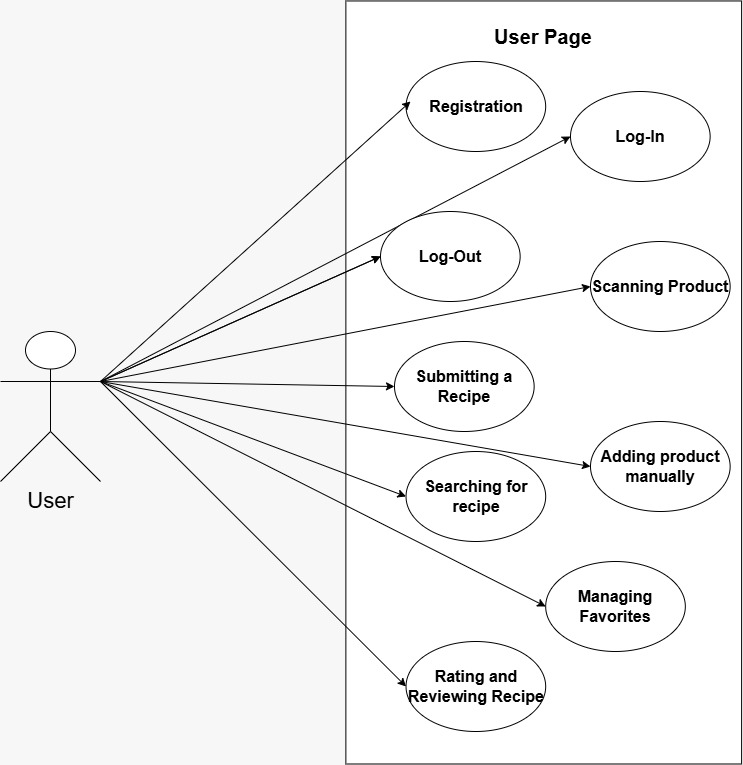 User Page
Registration
Log-In
Log-Out
Scanning Product
Submitting a
Recipe
Adding product
manually
Searching for
recipe
User
Managing
Favorites
Rating and
Reviewing Recipe